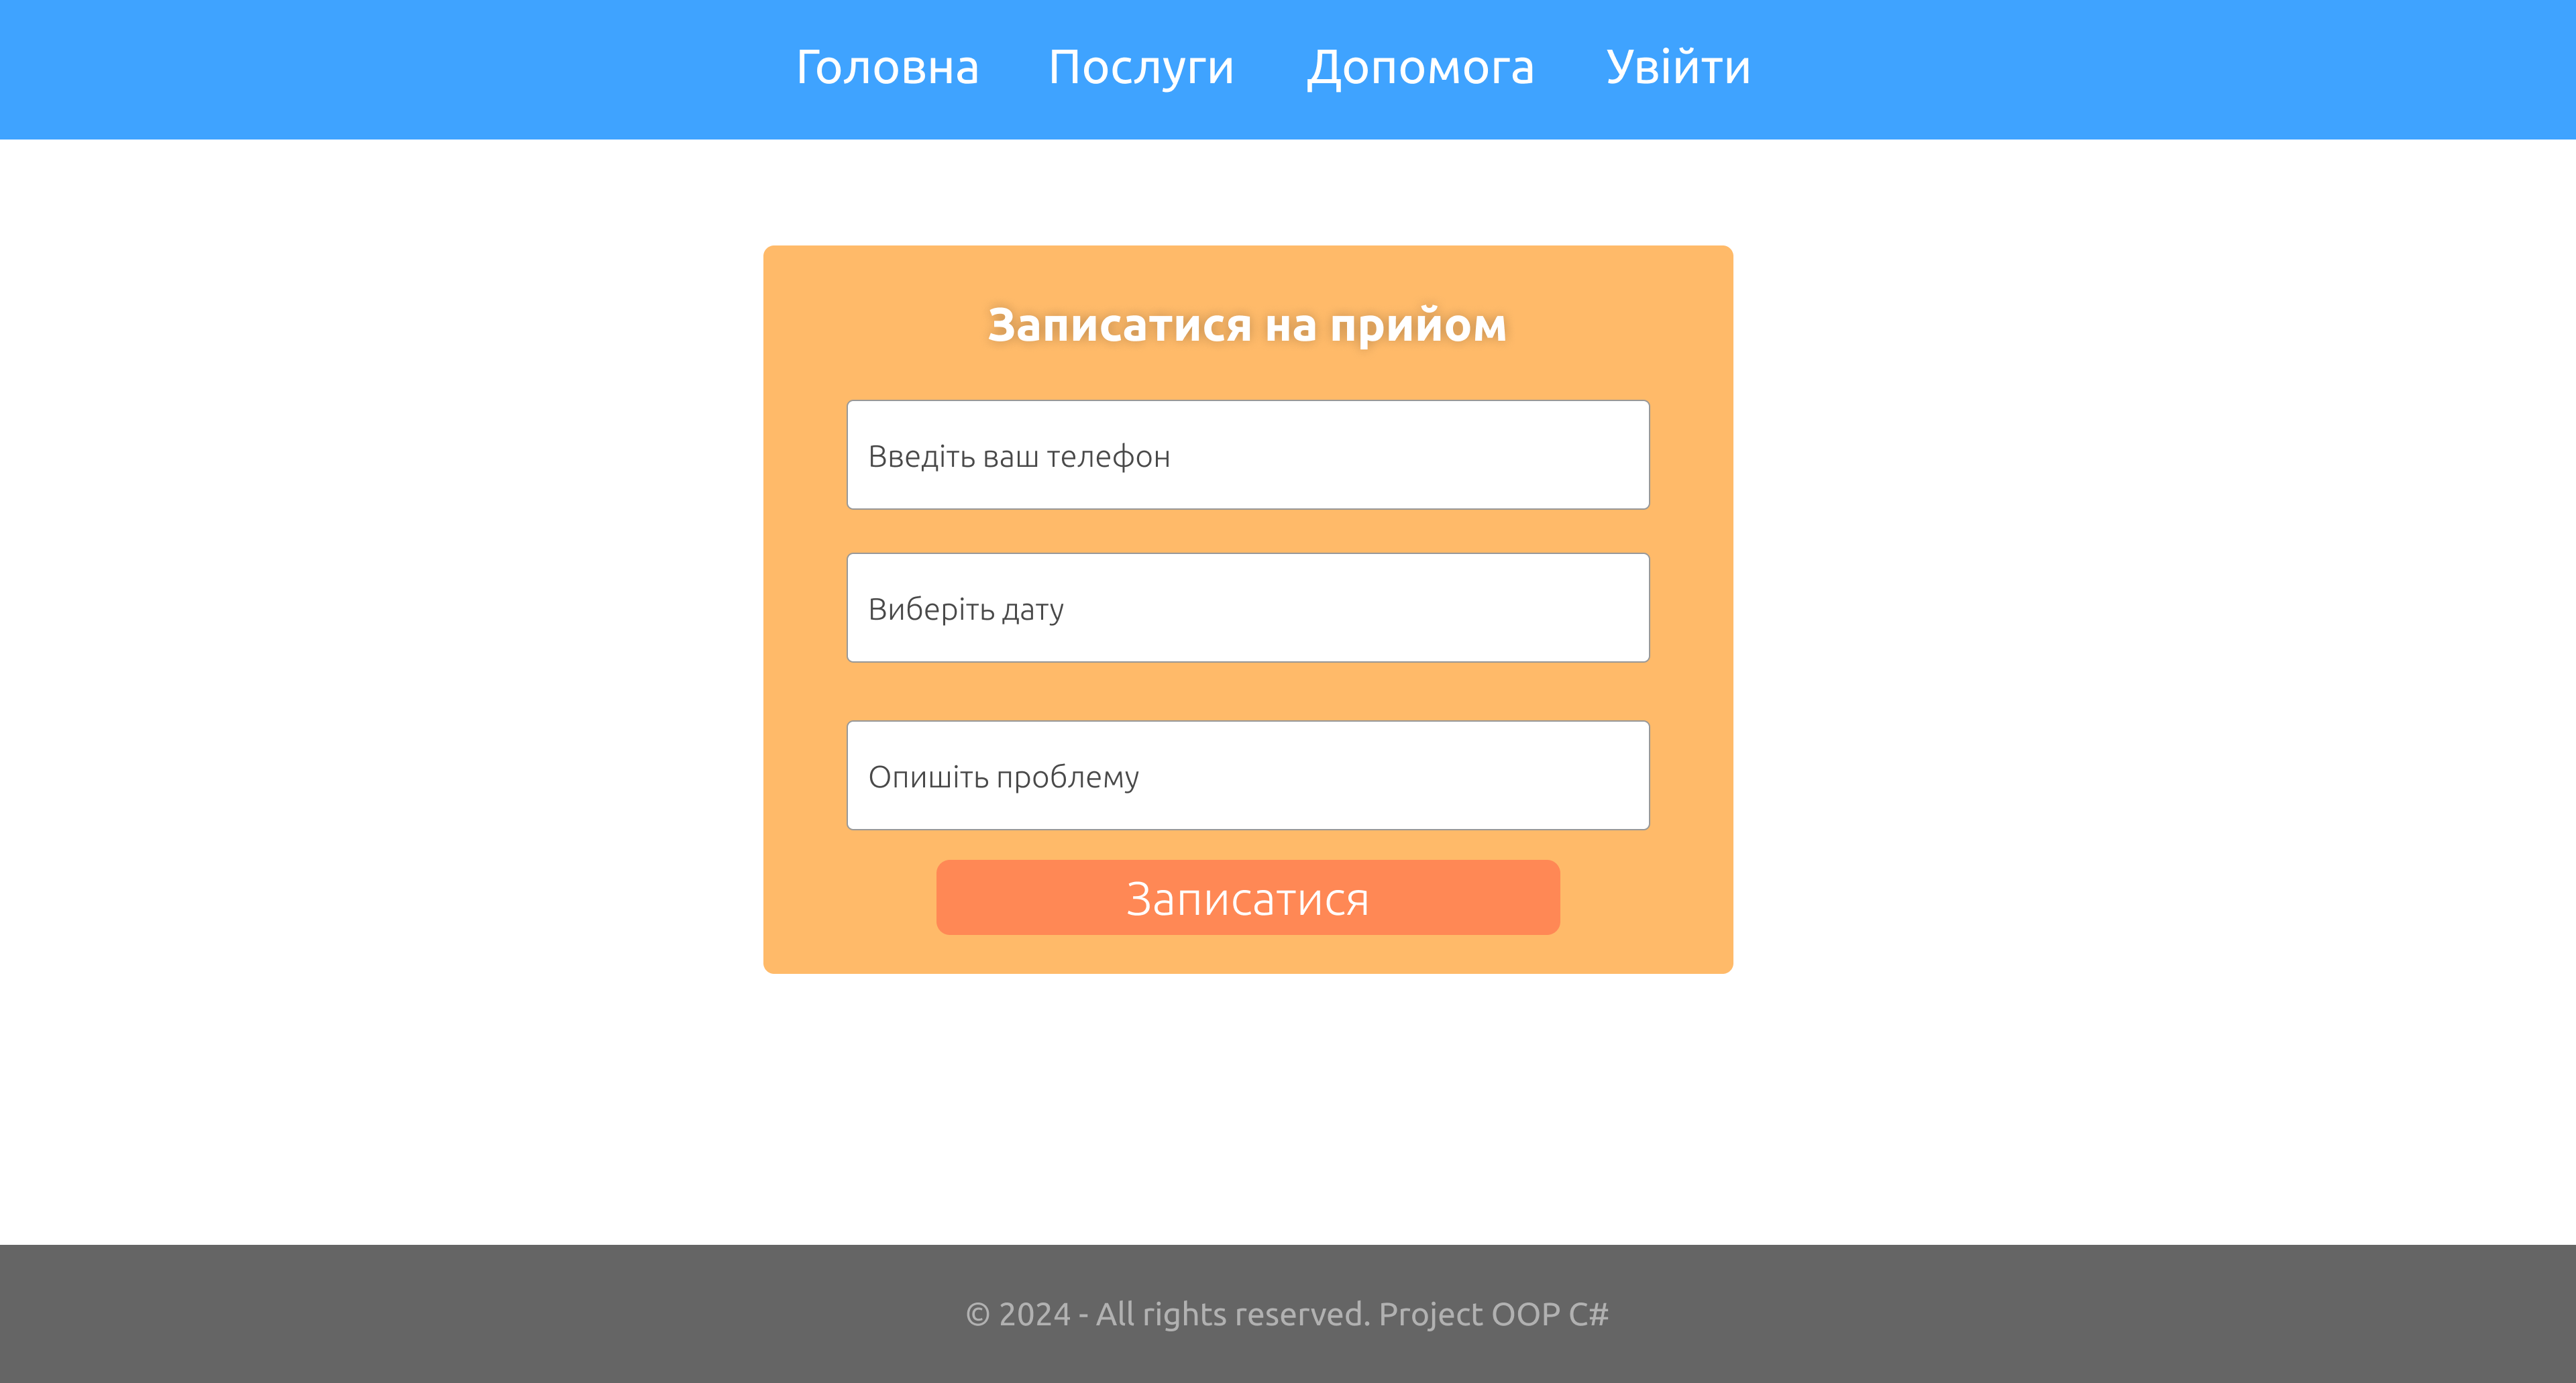 Головна Послуги Допомога Увійти
Записатися на прийом
Введіть ваш телефон
Виберіть дату
Опишіть проблему
Записатися
© 2024 - All rights reserved. Project OOP C#